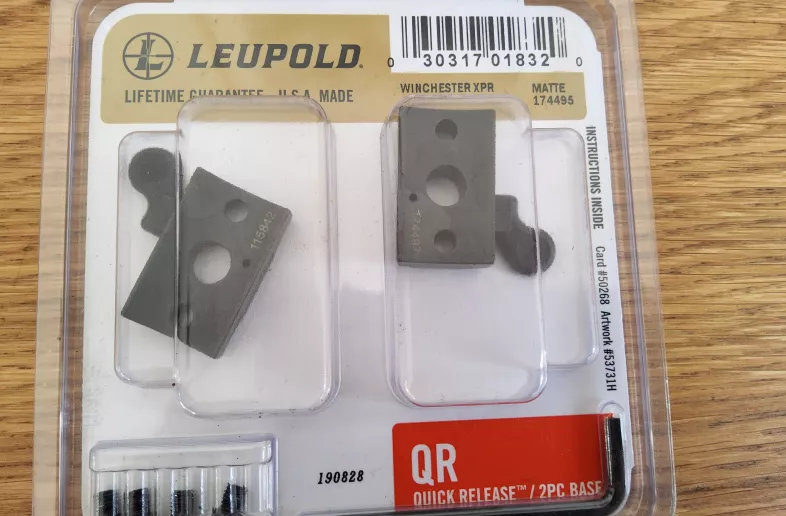 LEUPOLD®
0 30317 01832 0
LIFETIME GUARANTEE U.S.A. MADE
WINCHESTER XPR
MATTE
174495
INSTRUCTIONS INSIDE
Card #50268 Artwork #53731H
115842
190828
QR
QUICK RELEASE™ / 2PC BASE